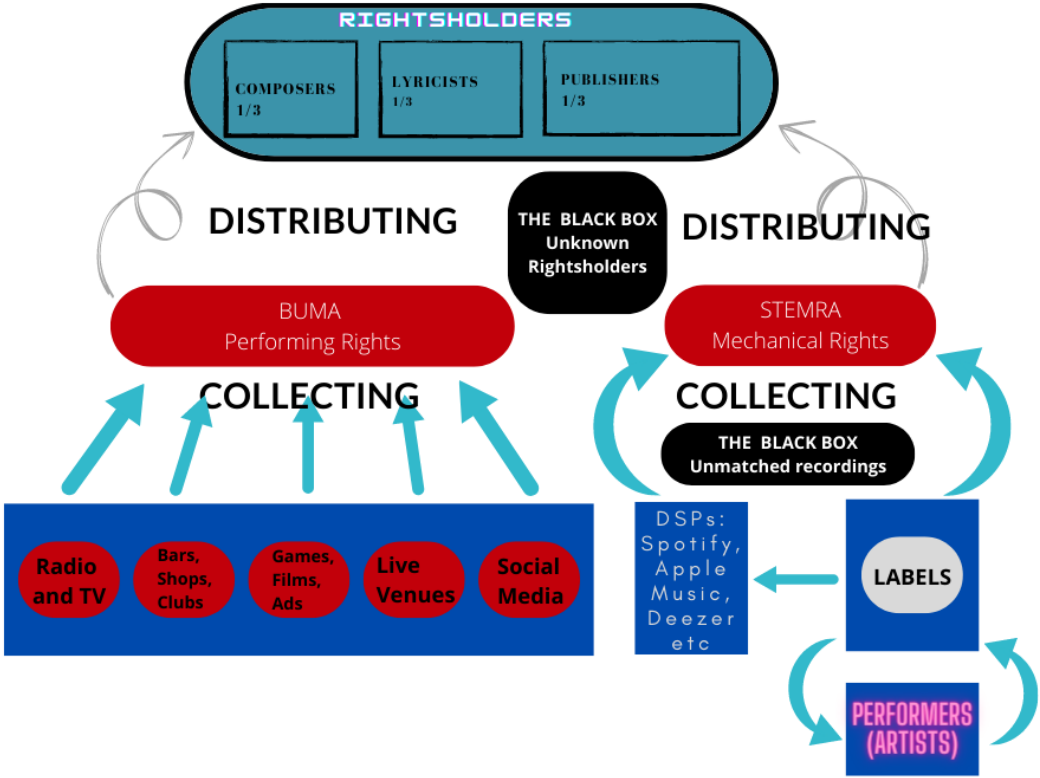 RIGHTSHOLDERS
COMPOSERS
1/3
LYRICISTS
1/3
PUBLISHERS
1/3
DISTRIBUTING
THE BLACK BOX
Unknown
Rightsholders
DISTRIBUTING
BUMA
Performing Rights
STEMRA
Mechanical Rights
COLLECTING
COLLECTING
THE BLACK BOX
Unmatched recordings
Radio
and TV
Bars,
Shops,
Clubs
Games,
Films,
Ads
Live
Venues
Social
Media
DSPs:
Spotify,
Apple
Music,
Deezer
etc
LABELS
PERFORMERS
(ARTISTS)